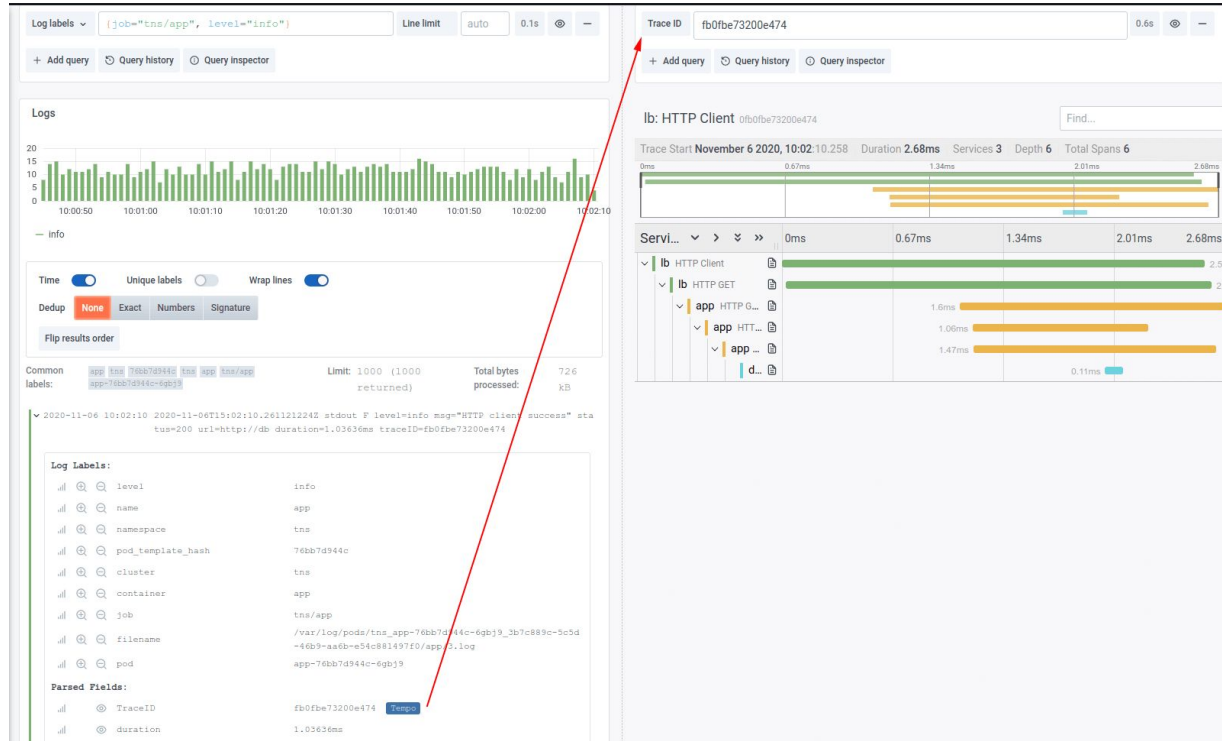 Log labels {job="tns/app", level="info"} Line limit auto 0.1s
+ Add query Query history Query inspector
Logs
20
15
10
5
0
10:00:50 10:01:00 10:01:10 10:01:20 10:01:30 10:01:40 10:01:50 10:02:00 10:02:10
info
Time Unique labels Wrap lines
Dedup None Exact Numbers Signature
Flip results order
Common labels: app tns 76bb7d944c tns app tns/app
app-76bb7d944c-6gbj9
Limit: 1000 (1000
returned)
Total bytes
processed:
726
kB
2020-11-06 10:02:10 2020-11-06T15:02:10.261121224Z stdout F level=info msg="HTTP client success" sta
tus=200 url=http://db duration=1.03636ms traceID=fb0fbe73200e474
Log Labels:
level info
name app
namespace tns
pod_template_hash 76bb7d944c
cluster tns
container app
job tns/app
filename /var/log/pods/tns_app-76bb7d944c-6gbj9_3b7c889c-5c5d
-46b9-aa6b-e54c881497f0/app/3.log
pod app-76bb7d944c-6gbj9
Parsed Fields:
TraceID fb0fbe73200e474 Tempo
duration 1.03636ms
Trace ID fb0fbe73200e474 0.6s
+ Add query Query history Query inspector
lb: HTTP Client 0fb0fbe73200e474 Find...
Trace Start November 6 2020, 10:02:10.258 Duration 2.68ms Services 3 Depth 6 Total Spans 6
0ms 0.67ms 1.34ms 2.01ms 2.68ms
Servi... 0ms 0.67ms 1.34ms 2.01ms 2.68ms
lb HTTP Client 2.5
lb HTTP GET 2
app HTTP G... 1.6ms
app HTT... 1.06ms
app ... 1.47ms
d... 0.11ms